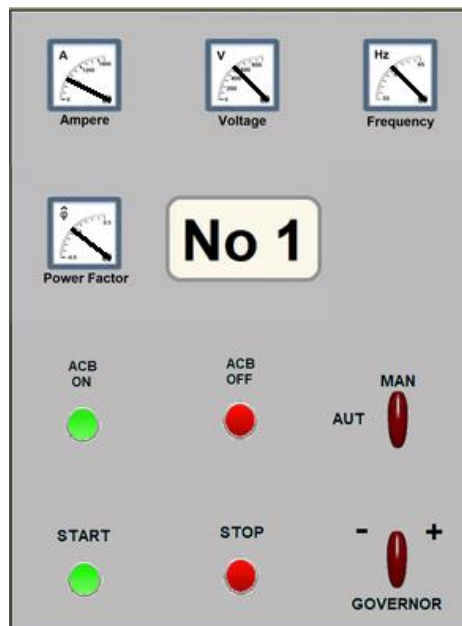 A
V
Hz
Ampere
Voltage
Frequency
Power Factor
No 1
ACB
ON
ACB
OFF
MAN
AUT
START
STOP
- +
GOVERNOR